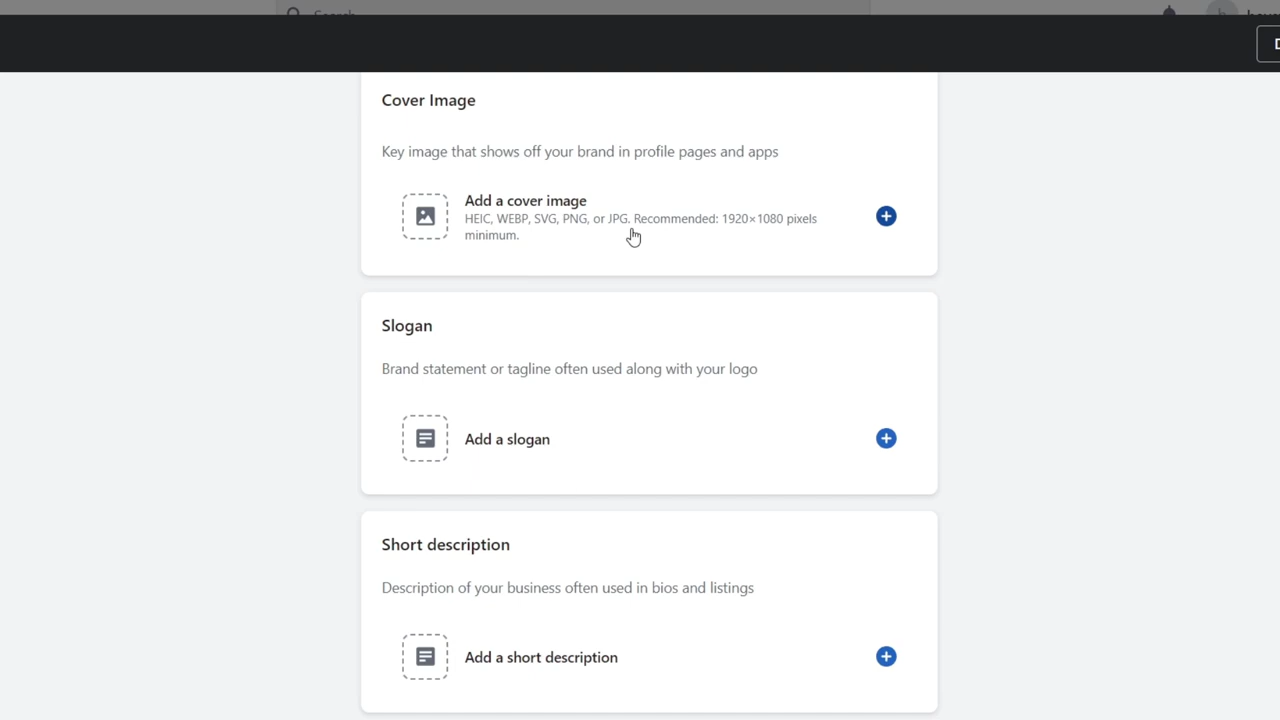 Cover Image
Key image that shows off your brand in profile pages and apps
Add a cover image
HEIC, WEBP, SVG, PNG, or JPG. Recommended: 1920×1080 pixels
minimum.
Slogan
Brand statement or tagline often used along with your logo
Add a slogan
Short description
Description of your business often used in bios and listings
Add a short description